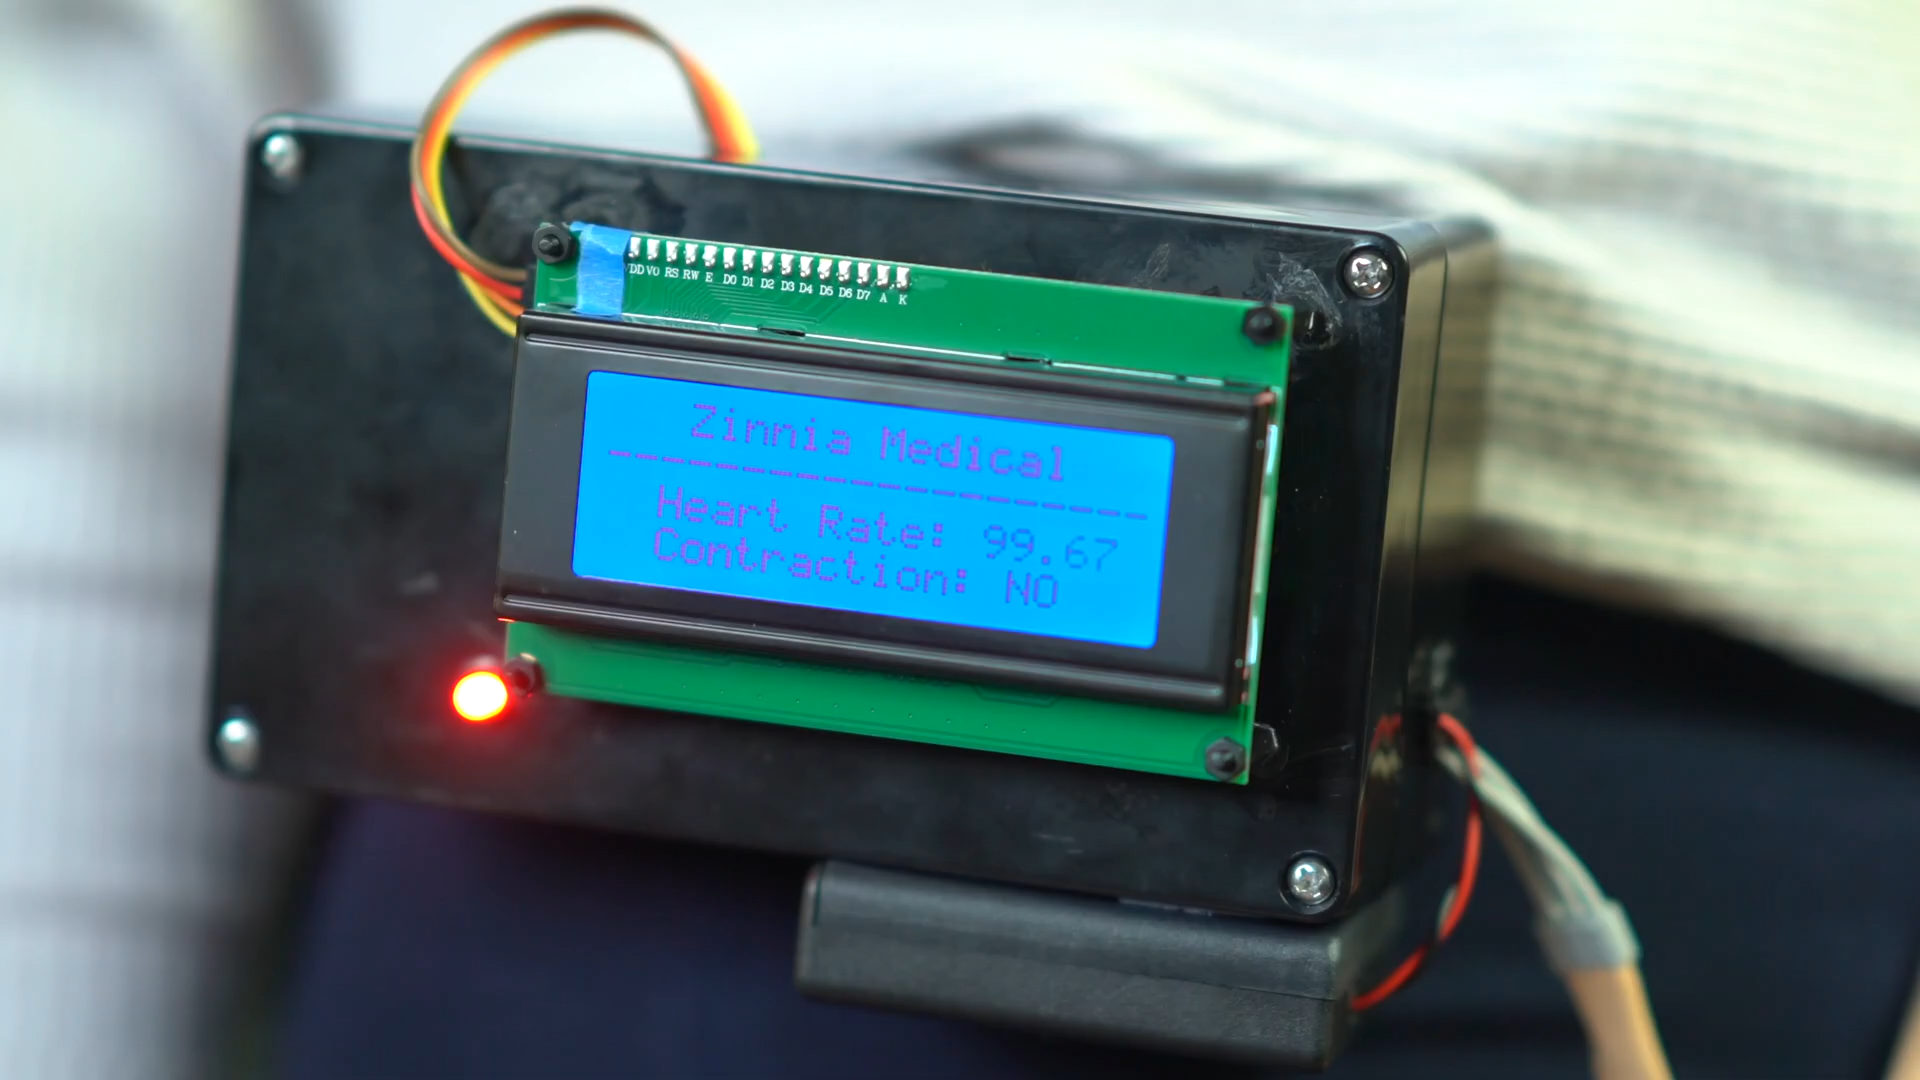 DD V0 RS RW E D0 D1 D2 D3 D4 D5 D6 D7 A K
Zinnia Medical
--------------------
Heart Rate: 99.67
Contraction: NO